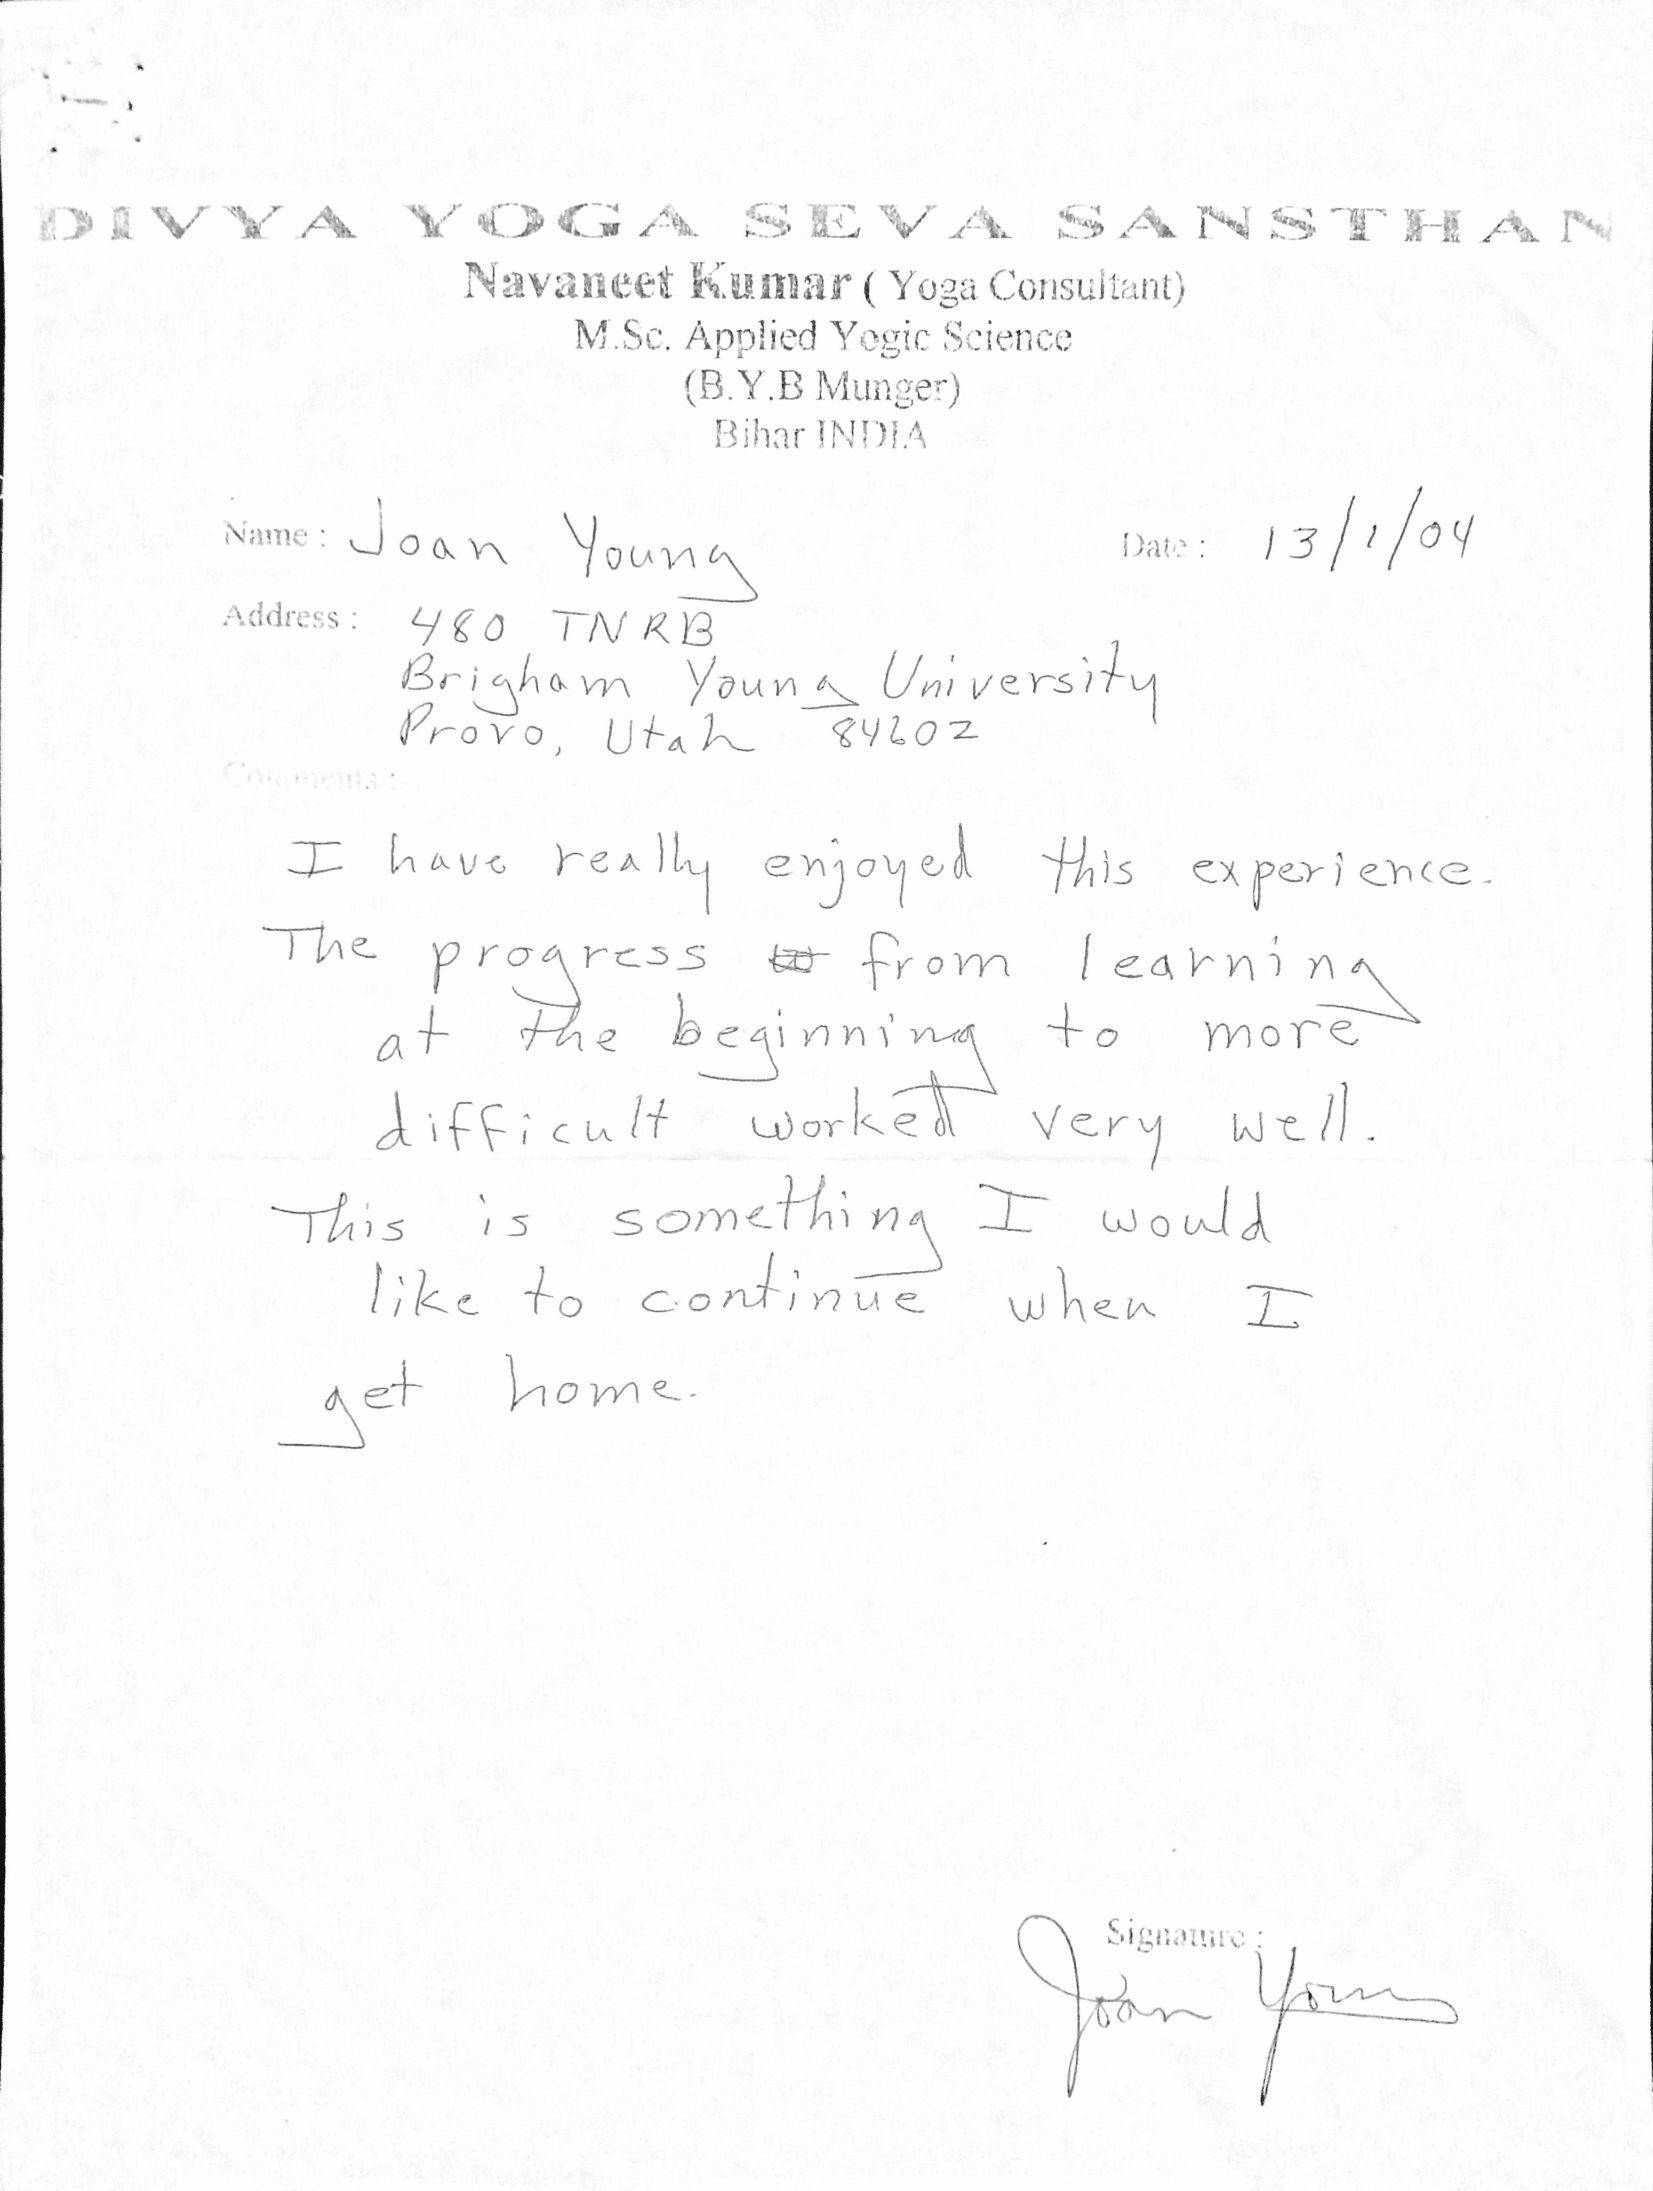 DIVYA YOGA SEVA SANSTHAN
Navaneet Kumar ( Yoga Consultant)
M.Sc. Applied Yogic Science
(B.Y.B Munger)
Bihar INDIA
Name : Joan Young Date : 13/1/04
Address : 480 TNRB
Brigham Young University
Provo, Utah 84602
Comments :
I have really enjoyed this experience.
The progress from learning
at the beginning to more
difficult worked very well.
This is something I would
like to continue when I
get home.
Signature :
Joan Young